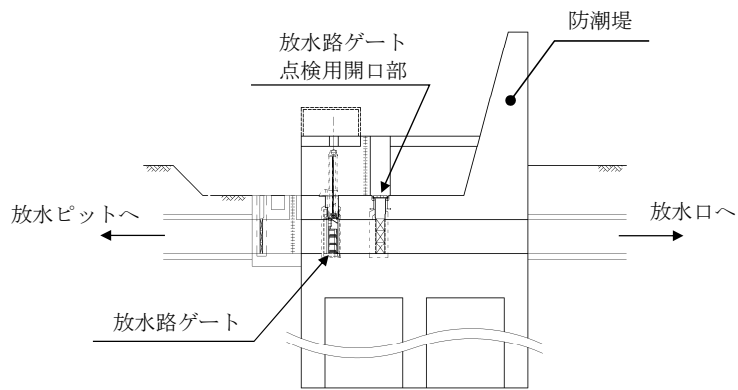 防潮堤
放水路ゲート
点検用開口部
放水ピットへ
放水口へ
放水路ゲート